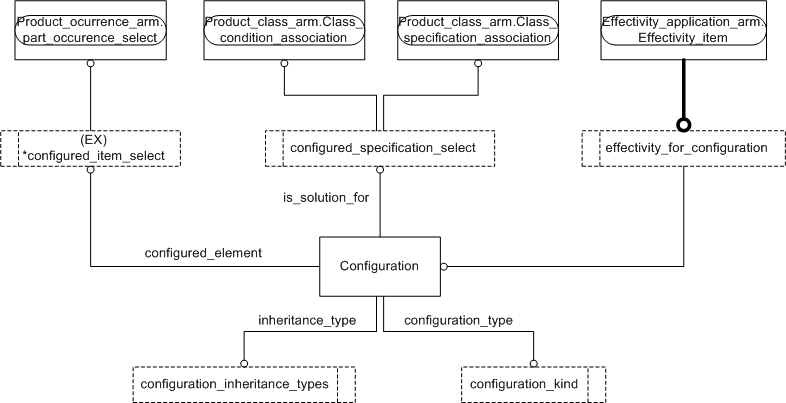 Product_ocurrence_arm.
part_occurence_select
Product_class_arm.Class_
condition_association
Product_class_arm.Class_
specification_association
Effectivity_application_arm.
Effectivity_item
(EX)
*configured_item_select
configured_specification_select
effectivity_for_configuration
is_solution_for
configured_element
Configuration
inheritance_type
configuration_type
configuration_inheritance_types
configuration_kind